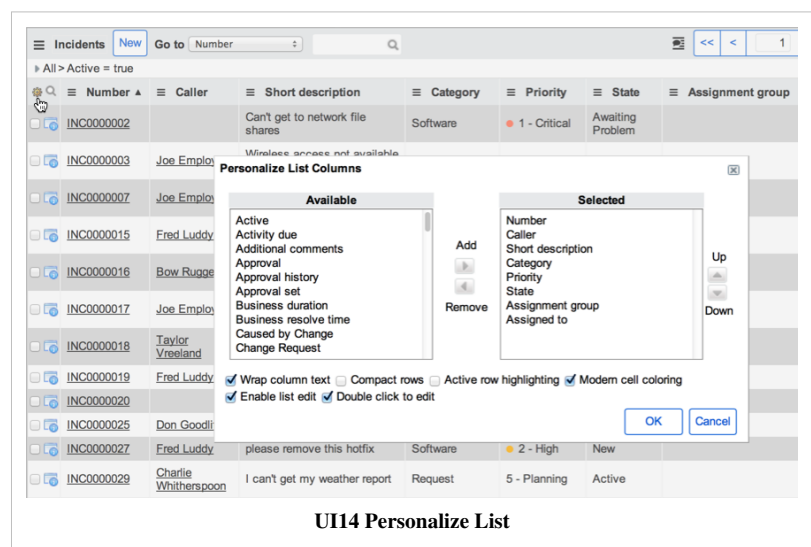 Incidents New Go to Number << < 1
All > Active = true
Number Caller Short description Category Priority State Assignment group
INC0000002 Can't get to network file shares Software 1 - Critical Awaiting Problem
INC0000003 Joe Wireless access not available
INC0000007 Joe
INC0000015 Fred Luddy
INC0000016 Bow
INC0000017 Joe
INC0000018 Taylor Vreeland
INC0000019 Fred Luddy
INC0000020
INC0000025 Don
INC0000027 Fred Luddy please remove this hotfix Software 2 - High New
INC0000029 Charlie Whitherspoon I can't get my weather report Request 5 - Planning Active
Personalize List Columns
Available
Active
Activity due
Additional comments
Approval
Approval history
Approval set
Business duration
Business resolve time
Caused by Change
Change Request
Add
Remove
Selected
Number
Caller
Short description
Category
Priority
State
Assignment group
Assigned to
Up
Down
Wrap column text Compact rows Active row highlighting Modern cell coloring
Enable list edit Double click to edit
OK Cancel
UI14 Personalize List